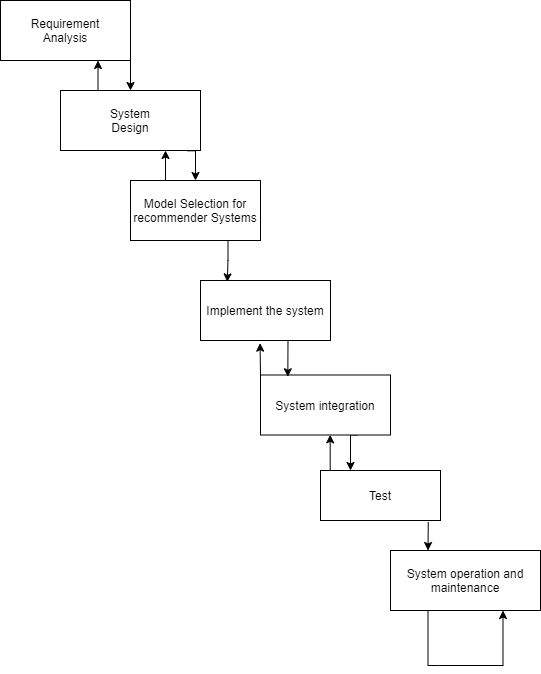 Requirement
Analysis
System
Design
Model Selection for
recommender Systems
Implement the system
System integration
Test
System operation and
maintenance